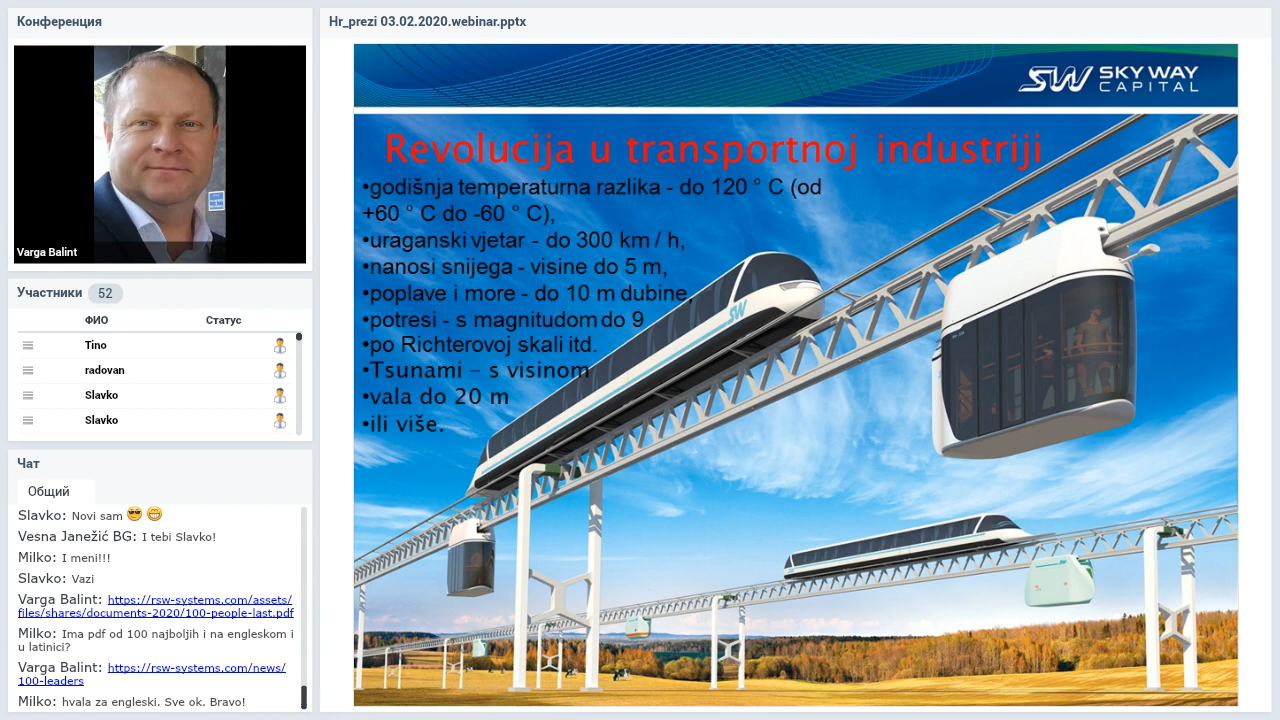 Конференция
Varga Balint
Участники 52
ФИО Статус
Tino
radovan
Slavko
Slavko
Чат
Общий
Slavko: Novi sam
Vesna Janežić BG: I tebi Slavko!
Milko: I meni!!!
Slavko: Vazi
Varga Balint: https://rsw-systems.com/assets/
files/shares/documents-2020/100-people-last.pdf
Milko: Ima pdf od 100 najboljih i na engleskom i
u latinici?
Varga Balint: https://rsw-systems.com/news/
100-leaders
Milko: hvala za engleski. Sve ok. Bravo!
Hr_prezi 03.02.2020.webinar.pptx
SW SKY WAY
CAPITAL
Revolucija u transportnoj industriji
•godišnja temperaturna razlika - do 120 ° C (od
+60 ° C do -60 ° C),
•uraganski vjetar - do 300 km / h,
•nanosi snijega - visine do 5 m,
•poplave i more - do 10 m dubine,
•potresi - s magnitudom do 9
•po Richterovoj skali itd.
•Tsunami – s visinom
•vala do 20 m
•ili više.
SW